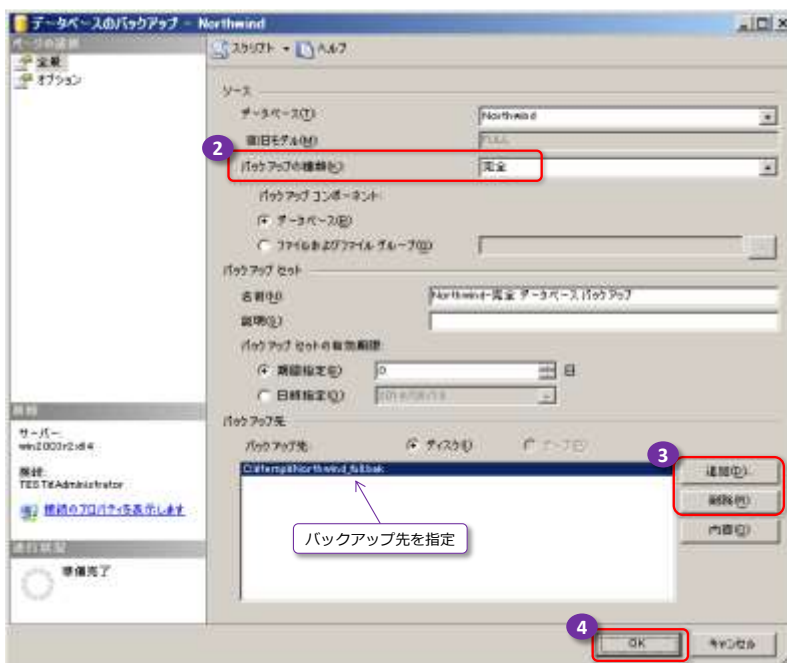 データベースのバックアップ - Northwind
ページの選択
全般
オプション
スクリプト
ヘルプ
ソース
データベース(T)
Northwind
復旧モデル(M)
FULL
2
バックアップの種類(K)
完全
バックアップ コンポーネント:
データベース(B)
ファイルおよびファイル グループ(G)
バックアップ セット
名前(N)
Northwind-完全 データベース バックアップ
説明(S)
バックアップ セットの有効期限:
期間指定(E)
0
日
日時指定(O)
接続
サーバー:
win2003r2x64
接続:
TEST\Administrator
接続のプロパティを表示します
進行状況
準備完了
バックアップ先
バックアップ先:
ディスク(I)
テープ(E)
C:\temp\Northwind_full.bak
バックアップ先を指定
3
追加(D)
削除(R)
内容(C)
4
OK
キャンセル